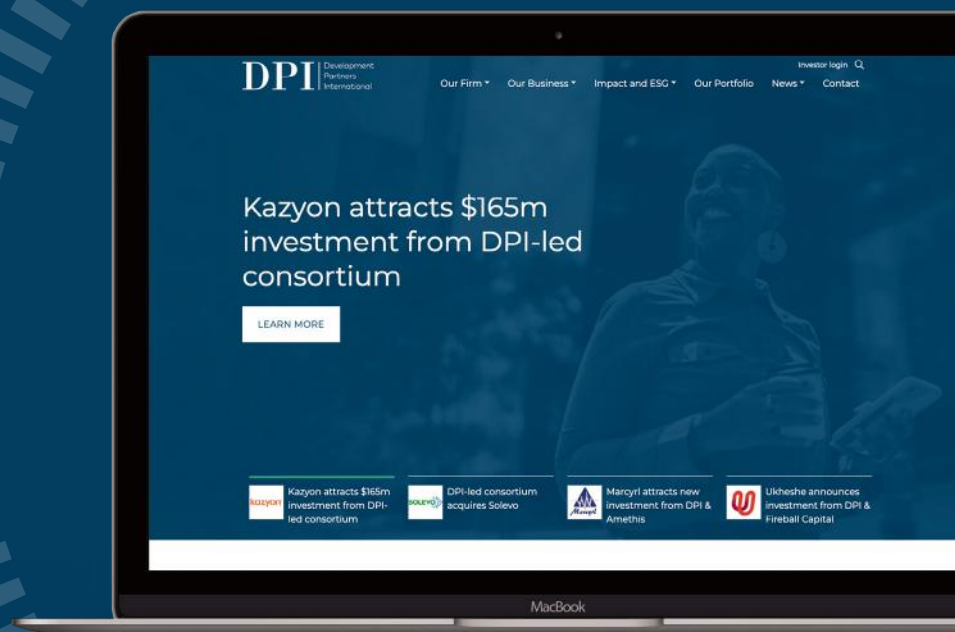 DPI
Development
Partners
International
Investor login
Our Firm
Our Business
Impact and ESG
Our Portfolio
News
Contact
Kazyon attracts $165m
investment from DPI-led
consortium
LEARN MORE
kazyon
Kazyon attracts $165m
investment from DPI-
led consortium
SOLEVO
DPI-led consortium
acquires Solevo
Marcyrl
Marcyrl attracts new
investment from DPI &
Amethis
Ukheshe announces
investment from DPI &
Fireball Capital
MacBook